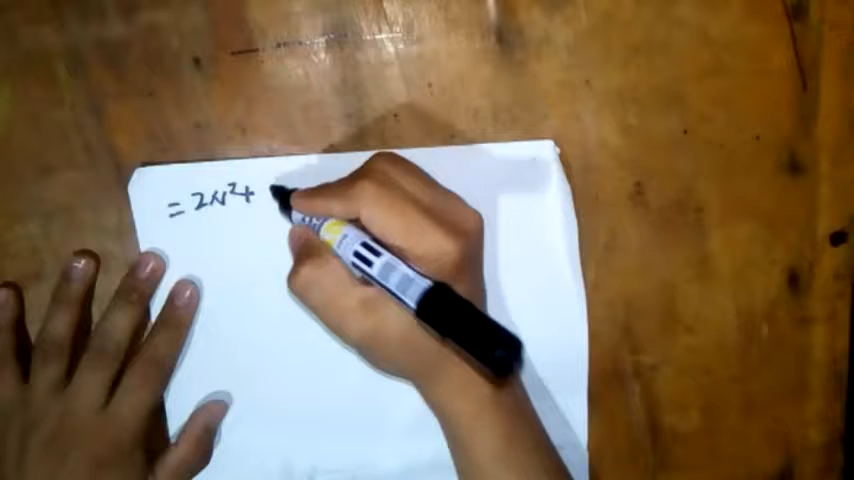 = 2N²+